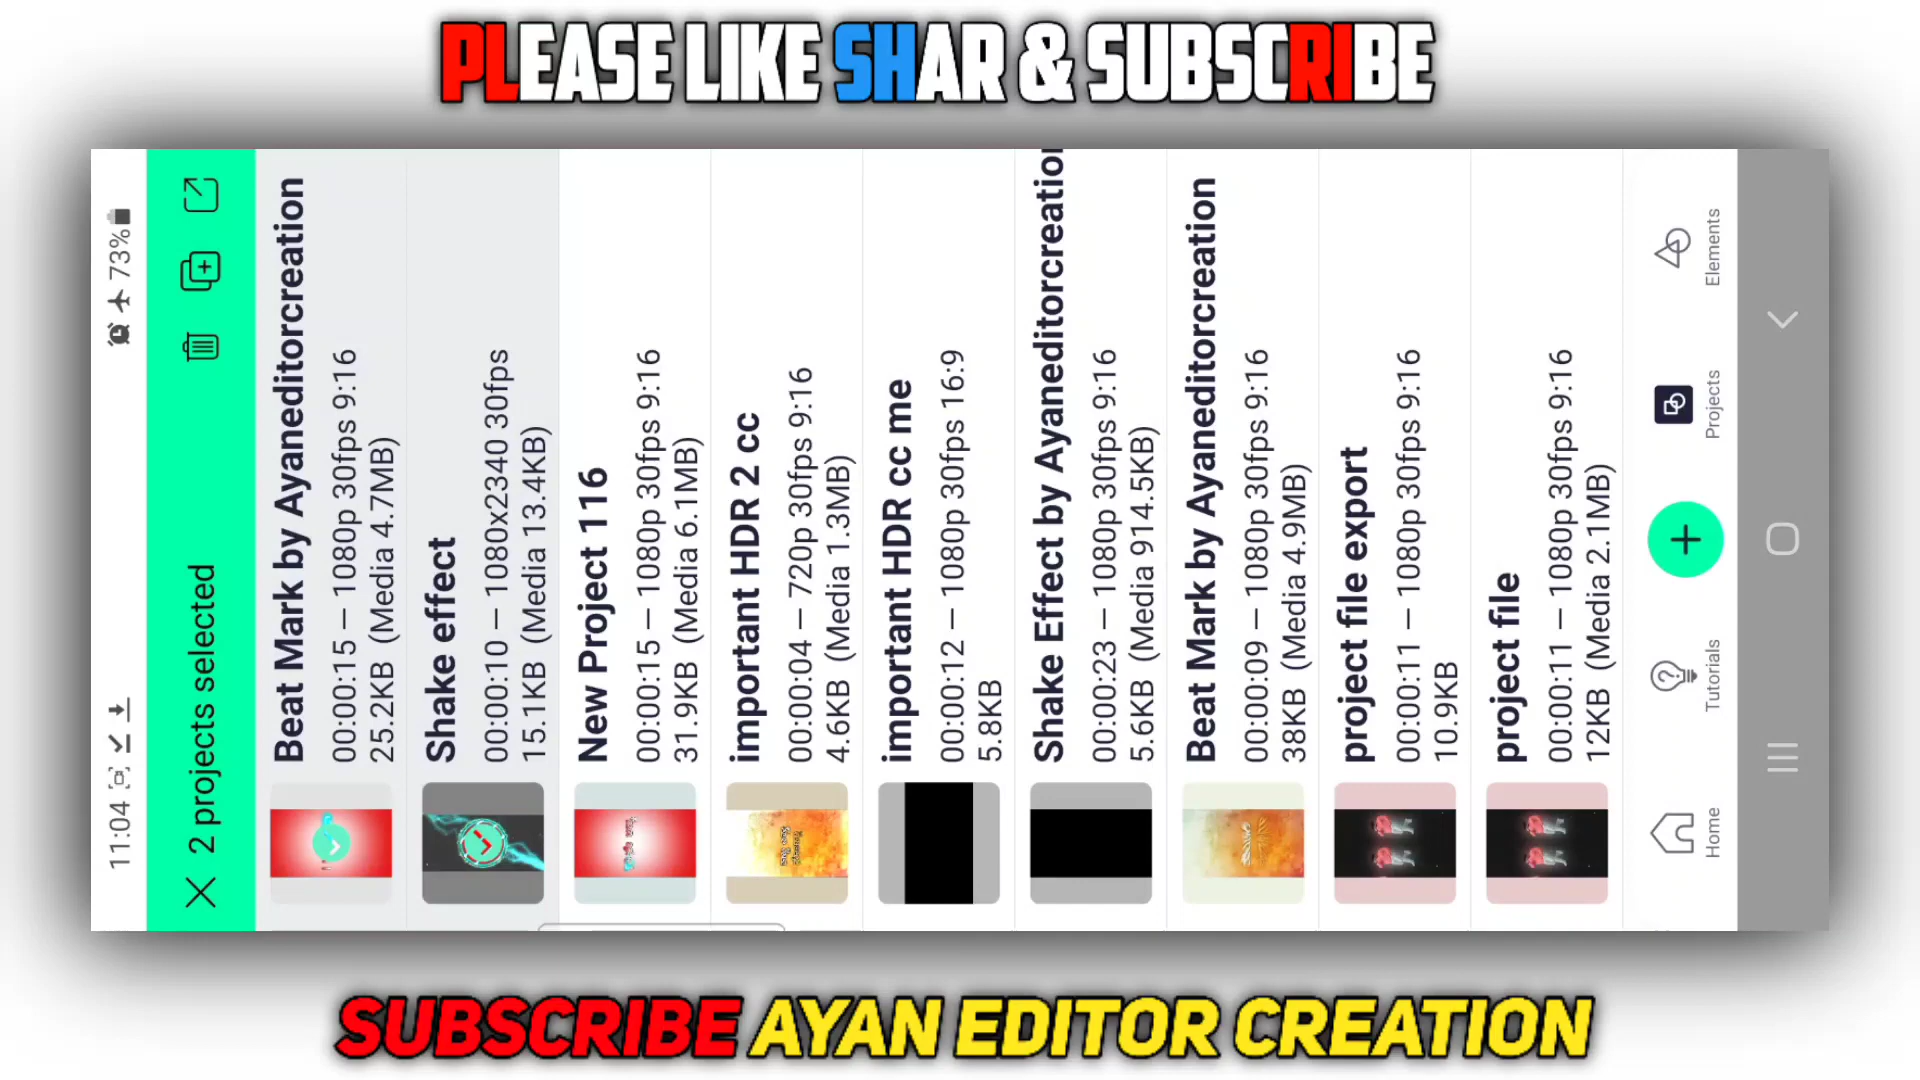 PLEASE LIKE SHAR & SUBSCRIBE
11:04
73%
2 projects selected
Beat Mark by Ayaneditorcreation
00:00:15 — 1080p 30fps 9:16
25.2KB (Media 4.7MB)
Shake effect
00:00:10 — 1080x2340 30fps
15.1KB (Media 13.4KB)
New Project 116
00:00:15 — 1080p 30fps 9:16
31.9KB (Media 6.1MB)
important HDR 2 cc
00:00:04 — 720p 30fps 9:16
4.6KB (Media 1.3MB)
important HDR cc me
00:00:12 — 1080p 30fps 16:9
5.8KB
Shake Effect by Ayaneditorcreation
00:00:23 — 1080p 30fps 9:16
5.6KB (Media 914.5KB)
Beat Mark by Ayaneditorcreation
00:00:09 — 1080p 30fps 9:16
38KB (Media 4.9MB)
project file export
00:00:11 — 1080p 30fps 9:16
10.9KB
project file
00:00:11 — 1080p 30fps 9:16
12KB (Media 2.1MB)
Home
Tutorials
Projects
Elements
SUBSCRIBE AYAN EDITOR CREATION